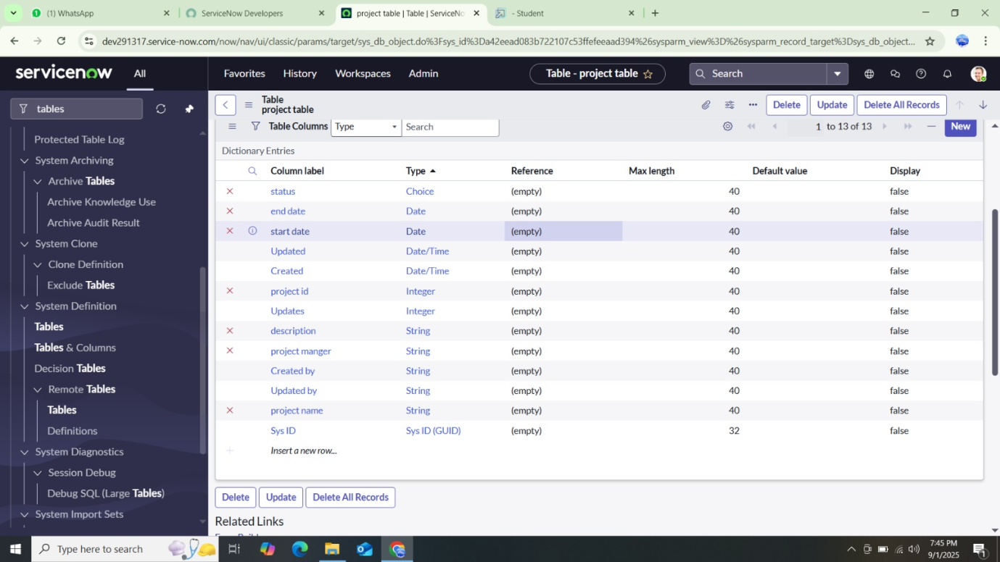 (1) WhatsApp
ServiceNow Developers
project table | Table | ServiceNo
- Student
dev291317.service-now.com/now/nav/ui/classic/params/target/sys_db_object.do%3Fsys_id%3Da42eead083b722107c53ffefeeaad394%26sysparm_view%3D%26sysparm_record_target%3Dsys_db_object...
servicenow
All
Favorites
History
Workspaces
Admin
Table - project table
Search
tables
Table
project table
Delete
Update
Delete All Records
Protected Table Log
System Archiving
Archive Tables
Archive Knowledge Use
Archive Audit Result
System Clone
Clone Definition
Exclude Tables
System Definition
Tables
Tables & Columns
Decision Tables
Remote Tables
Tables
Definitions
System Diagnostics
Session Debug
Debug SQL (Large Tables)
System Import Sets
Table Columns Type Search 1 to 13 of 13 New
Dictionary Entries
Column label Type Reference Max length Default value Display
status Choice (empty) 40 false
end date Date (empty) 40 false
start date Date (empty) 40 false
Updated Date/Time (empty) 40 false
Created Date/Time (empty) 40 false
project id Integer (empty) 40 false
Updates Integer (empty) 40 false
description String (empty) 40 false
project manger String (empty) 40 false
Created by String (empty) 40 false
Updated by String (empty) 40 false
project name String (empty) 40 false
Sys ID Sys ID (GUID) (empty) 32 false
Insert a new row...
Delete Update Delete All Records
Related Links
Type here to search
7:45 PM
9/1/2025
1